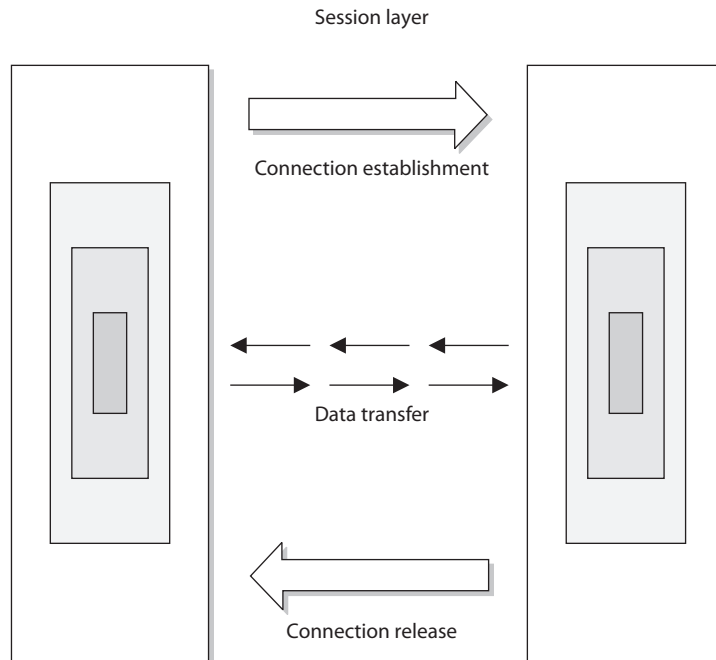 Session layer
Connection establishment
Data transfer
Connection release